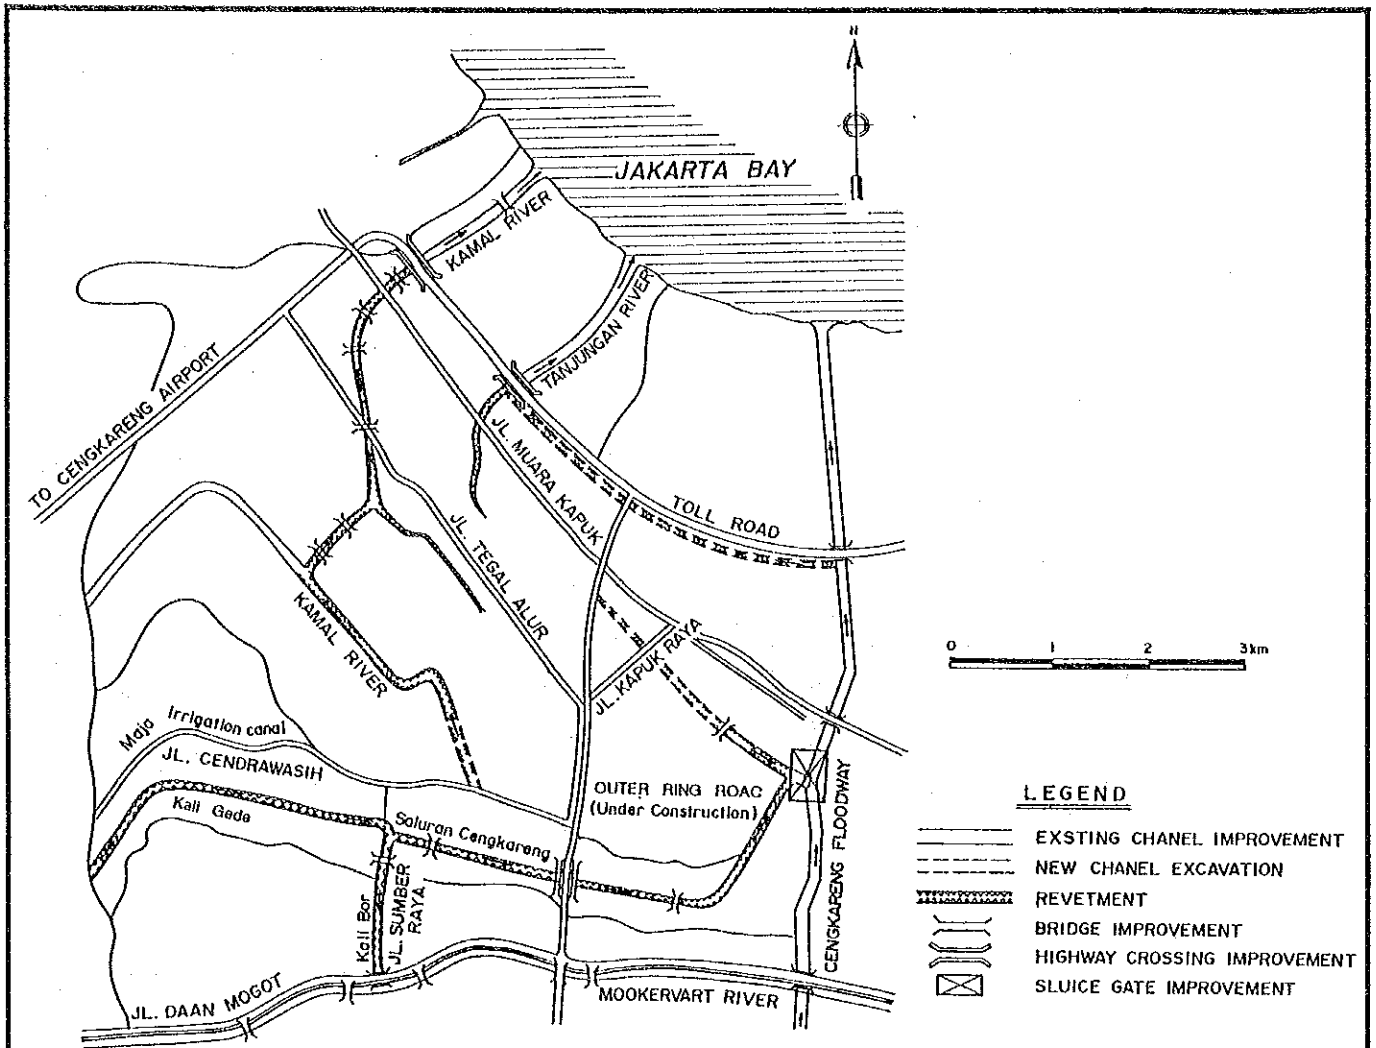 N
JAKARTA BAY
KAMAL RIVER
TANJUNGAN RIVER
TO CENGKARENG AIRPORT
JL. MUARA KAPUK
TOLL ROAD
JL. TEGAL ALUR
KAMAL RIVER
JL. KAPUK RAYA
0 1 2 3 km
Maja Irrigation canal
JL. CENDRAWASIH
Kali Gede
Saluran Cengkareng
OUTER RING ROAD
(Under Construction)
CENGKARENG FLOODWAY
Kali Bor
JL. SUMBER
RAYA
JL. DAAN MOGOT
MOOKERVART RIVER
LEGEND
EXSTING CHANEL IMPROVEMENT
NEW CHANEL EXCAVATION
REVETMENT
BRIDGE IMPROVEMENT
HIGHWAY CROSSING IMPROVEMENT
SLUICE GATE IMPROVEMENT